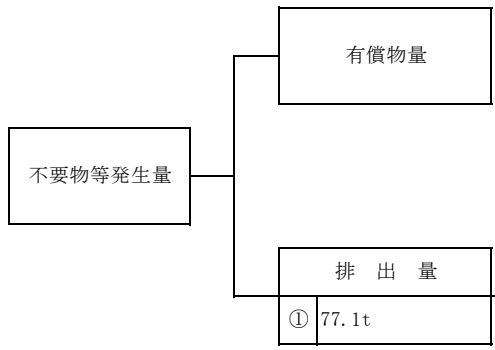 有償物量
不要物等発生量
排 出 量
① 77.1t